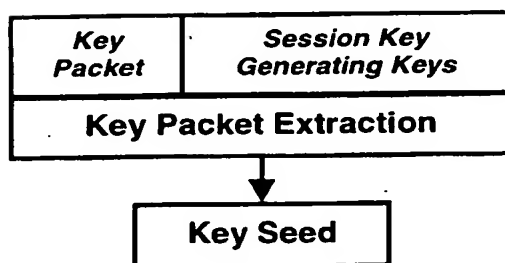 Key
Packet
Session Key
Generating Keys
Key Packet Extraction
Key Seed